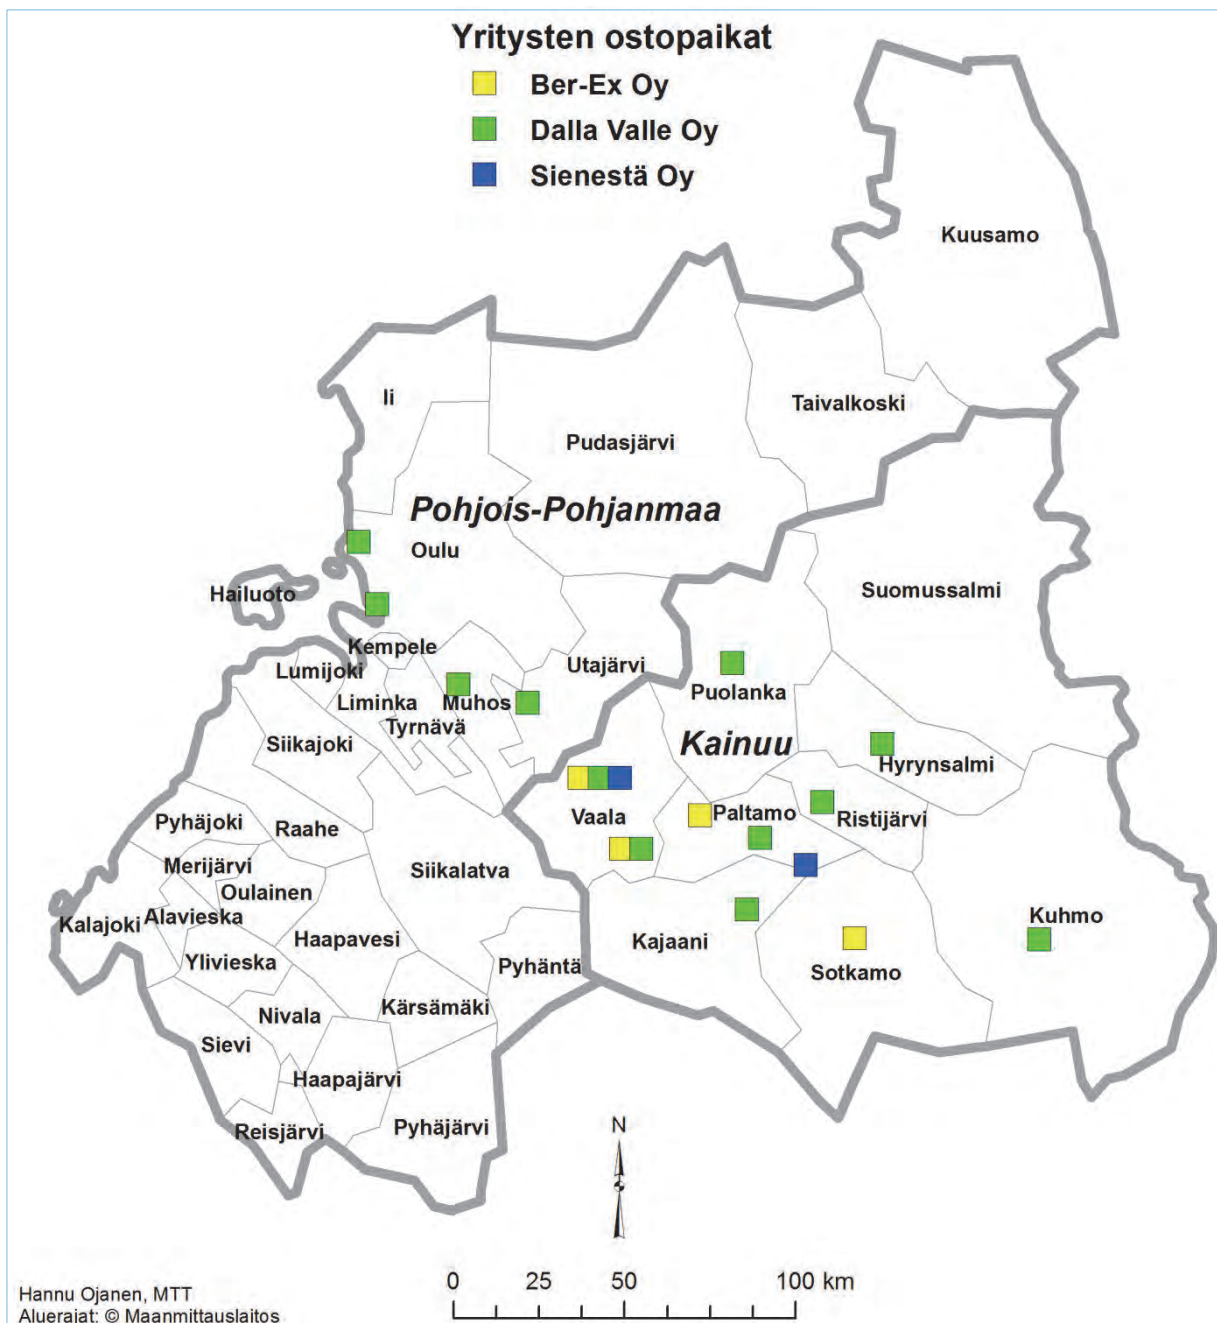 Yritysten ostopaikat
Ber-Ex Oy
Dalla Valle Oy
Sienestä Oy
Kuusamo
Ii
Taivalkoski
Pudasjärvi
Pohjois-Pohjanmaa
Oulu
Hailuoto
Suomussalmi
Kempele
Lumijoki
Utajärvi
Liminka
Muhos
Puolanka
Tyrnävä
Siikajoki
Kainuu
Hyrynsalmi
Vaala
Paltamo
Ristijärvi
Pyhäjoki
Raahe
Merijärvi
Siikalatva
Oulainen
Alavieska
Kalajoki
Haapavesi
Kajaani
Kuhmo
Ylivieska
Pyhäntä
Sotkamo
Nivala
Kärsämäki
Sievi
Haapajärvi
Reisjärvi
Pyhäjärvi
N
0 25 50 100 km
Hannu Ojanen, MTT
Aluerajat: © Maanmittauslaitos